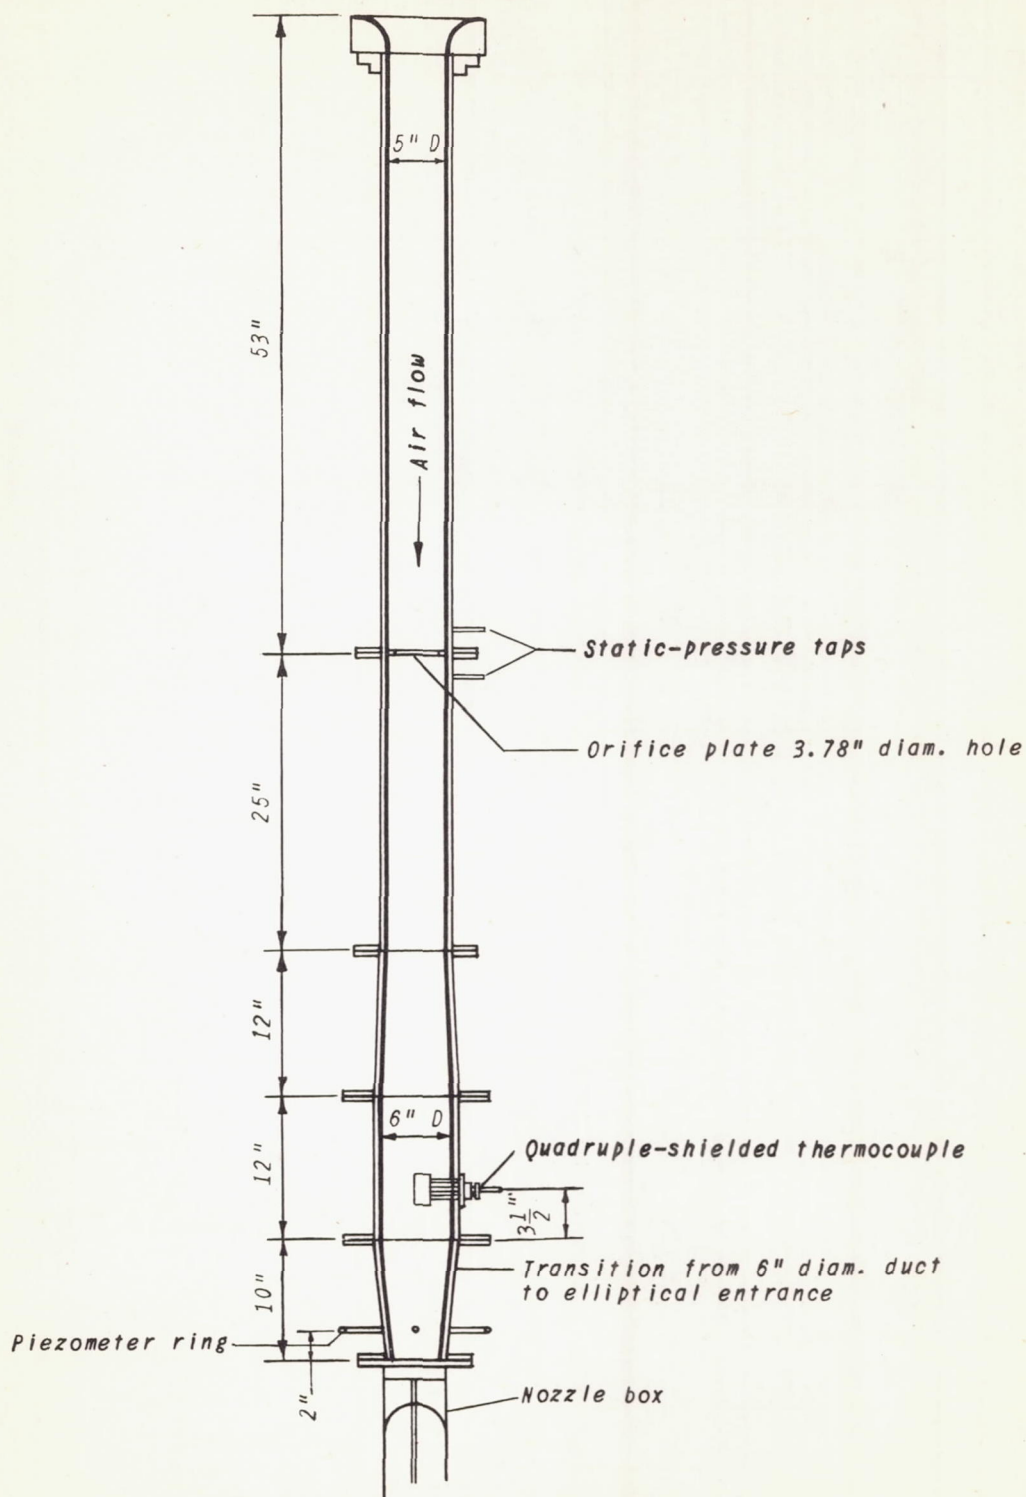 5" D
53"
Air flow
Static-pressure taps
Orifice plate 3.78" diam. hole
25"
12"
6" D
Quadruple-shielded thermocouple
12"
3 1/2"
Transition from 6" diam. duct
to elliptical entrance
10"
Piezometer ring
2"
Nozzle box